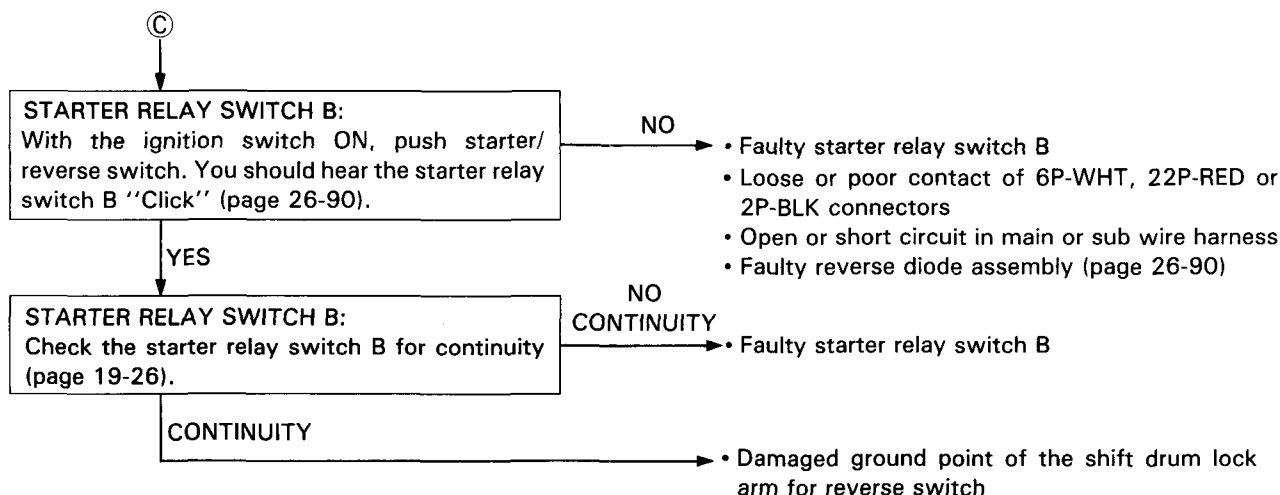 Ⓒ
STARTER RELAY SWITCH B:
With the ignition switch ON, push starter/
reverse switch. You should hear the starter relay
switch B "Click" (page 26-90).
NO
• Faulty starter relay switch B
• Loose or poor contact of 6P-WHT, 22P-RED or
2P-BLK connectors
• Open or short circuit in main or sub wire harness
• Faulty reverse diode assembly (page 26-90)
YES
STARTER RELAY SWITCH B:
Check the starter relay switch B for continuity
(page 19-26).
NO
CONTINUITY
• Faulty starter relay switch B
CONTINUITY
• Damaged ground point of the shift drum lock
arm for reverse switch